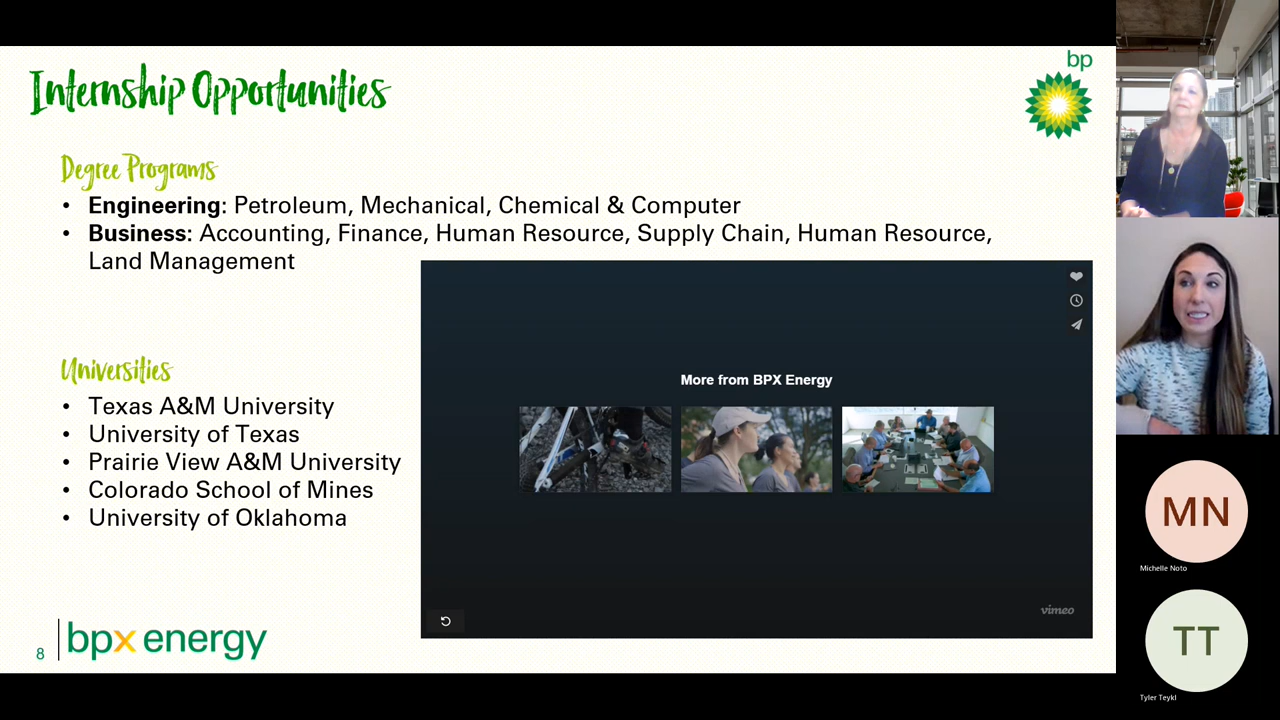 Internship Opportunities
bp
Degree Programs
• Engineering: Petroleum, Mechanical, Chemical & Computer
• Business: Accounting, Finance, Human Resource, Supply Chain, Human Resource,
Land Management
More from BPX Energy
vimeo
Universities
• Texas A&M University
• University of Texas
• Prairie View A&M University
• Colorado School of Mines
• University of Oklahoma
8
bpx energy
MN
Michelle Noto
TT
Tyler Teykl